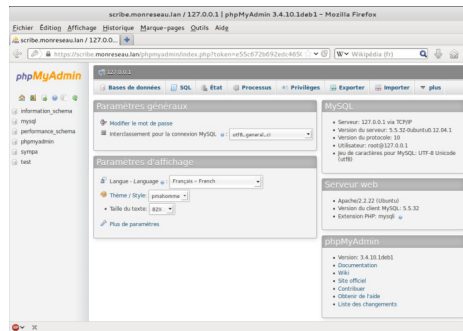 scribe.monreseau.lan / 127.0.0.1 | phpMyAdmin 3.4.10.1deb1 - Mozilla Firefox
Fichier Édition Affichage Historique Marque-pages Outils Aide
scribe.monreseau.lan / 127.0.0...
https://scribe.monreseau.lan/phpmyadmin/index.php?token=e55c672b692edc465(
Wikipédia (fr)
phpMyAdmin
information_schema
mysql
performance_schema
phpmyadmin
sympa
test
127.0.0.1
Bases de données SQL État Processus Privilèges Exporter Importer plus
Paramètres généraux
Modifier le mot de passe
Interclassement pour la connexion MySQL : utf8_general_ci
Paramètres d'affichage
Langue - Language : Français - French
Thème / Style: pmahomme
Taille du texte: 82%
Plus de paramètres
MySQL
Serveur: 127.0.0.1 via TCP/IP
Version du serveur: 5.5.32-0ubuntu0.12.04.1
Version du protocole: 10
Utilisateur: root@127.0.0.1
Jeu de caractères pour MySQL: UTF-8 Unicode
(utf8)
Serveur web
Apache/2.2.22 (Ubuntu)
Version du client MySQL: 5.5.32
Extension PHP: mysqli
phpMyAdmin
Version: 3.4.10.1deb1
Documentation
Wiki
Site officiel
Contribuer
Obtenir de l'aide
Liste des changements